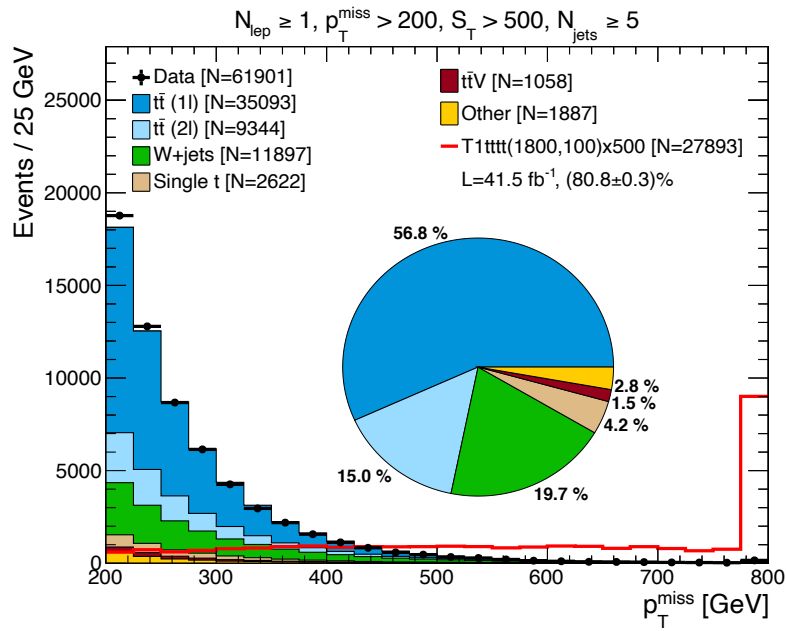 N_lep ≥ 1, p_T^miss > 200, S_T > 500, N_jets ≥ 5
Events / 25 GeV
Data [N=61901]
tt̄ (1l) [N=35093]
tt̄ (2l) [N=9344]
W+jets [N=11897]
Single t [N=2622]
tt̄V [N=1058]
Other [N=1887]
T1tttt(1800,100)x500 [N=27893]
L=41.5 fb⁻¹, (80.8±0.3)%
25000
20000
15000
10000
5000
0
56.8 %
15.0 %
19.7 %
4.2 %
1.5 %
2.8 %
200 300 400 500 600 700 800
p_T^miss [GeV]